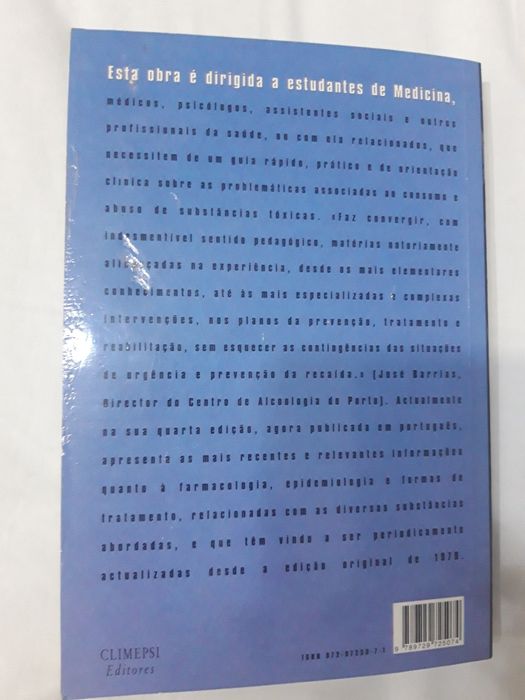 Esta obra é dirigida a estudantes de Medicina,
médicos, psicólogos, assistentes sociais e outros
profissionais da saúde, ou com ela relacionados, que
necessitem de um guia rápido, prático e de orientação
clínica sobre as problemáticas associadas ao consumo e
abuso de substâncias tóxicas. «Faz convergir, com
indesmentível sentido pedagógico, matérias notoriamente
alicerçadas na experiência, desde os mais elementares
conhecimentos, até às mais especializadas e complexas
intervenções, nos planos da prevenção, tratamento e
reabilitação, sem esquecer as contingências das situações
de urgência e prevenção da recaída.» (José Barrias,
Director do Centro de Alcoologia do Porto). Actualmente
na sua quarta edição, agora publicada em português,
apresenta as mais recentes e relevantes informações
quanto à farmacologia, epidemiologia e formas de
tratamento, relacionadas com as diversas substâncias
abordadas, e que têm vindo a ser periodicamente
actualizadas desde a edição original de
CLIMEPSI
Editores
ISBN
9 789729 725074